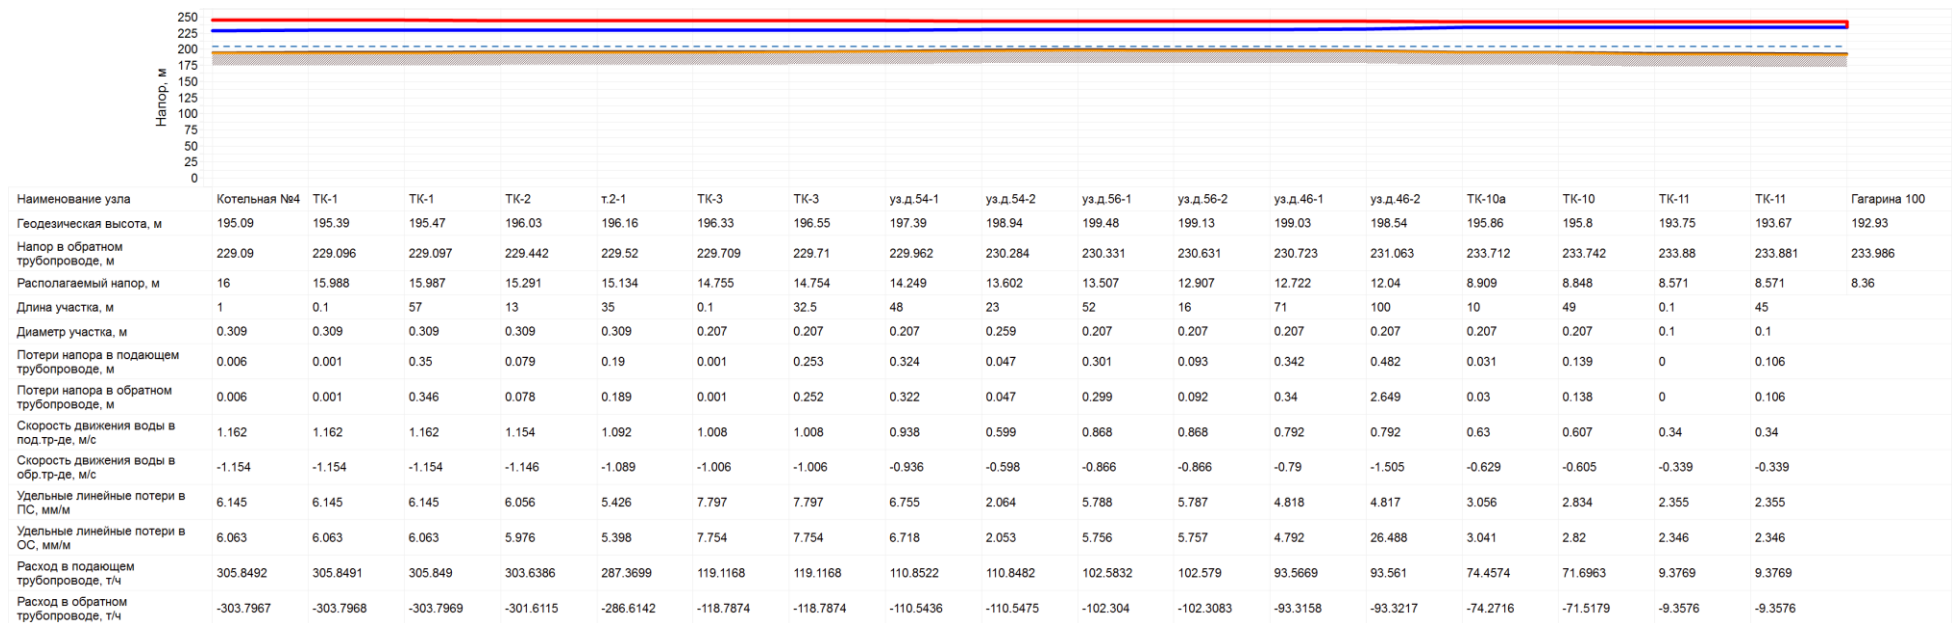 250
225
200
175
150
125
100
75
50
25
0
Напор, м
Наименование узла Котельная №4 ТК-1 ТК-1 ТК-2 т.2-1 ТК-3 ТК-3 уз.д.54-1 уз.д.54-2 уз.д.56-1 уз.д.56-2 уз.д.46-1 уз.д.46-2 ТК-10а ТК-10 ТК-11 ТК-11 Гагарина 100
Геодезическая высота, м 195.09 195.39 195.47 196.03 196.16 196.33 196.55 197.39 198.94 199.48 199.13 199.03 198.54 195.86 195.8 193.75 193.67 192.93
Напор в обратном
трубопроводе, м 229.09 229.096 229.097 229.442 229.52 229.709 229.71 229.962 230.284 230.331 230.631 230.723 231.063 233.712 233.742 233.88 233.881 233.986
Располагаемый напор, м 16 15.988 15.987 15.291 15.134 14.755 14.754 14.249 13.602 13.507 12.907 12.722 12.04 8.909 8.848 8.571 8.571 8.36
Длина участка, м 1 0.1 57 13 35 0.1 32.5 48 23 52 16 71 100 10 49 0.1 45
Диаметр участка, м 0.309 0.309 0.309 0.309 0.309 0.207 0.207 0.207 0.259 0.207 0.207 0.207 0.207 0.207 0.207 0.1 0.1
Потери напора в подающем
трубопроводе, м 0.006 0.001 0.35 0.079 0.19 0.001 0.253 0.324 0.047 0.301 0.093 0.342 0.482 0.031 0.139 0 0.106
Потери напора в обратном
трубопроводе, м 0.006 0.001 0.346 0.078 0.189 0.001 0.252 0.322 0.047 0.299 0.092 0.34 2.649 0.03 0.138 0 0.106
Скорость движения воды в
под.тр-де, м/с 1.162 1.162 1.162 1.154 1.092 1.008 1.008 0.938 0.599 0.868 0.868 0.792 0.792 0.63 0.607 0.34 0.34
Скорость движения воды в
обр.тр-де, м/с -1.154 -1.154 -1.154 -1.146 -1.089 -1.006 -1.006 -0.936 -0.598 -0.866 -0.866 -0.79 -1.505 -0.629 -0.605 -0.339 -0.339
Удельные линейные потери в
ПС, мм/м 6.145 6.145 6.145 6.056 5.426 7.797 7.797 6.755 2.064 5.788 5.787 4.818 4.817 3.056 2.834 2.355 2.355
Удельные линейные потери в
ОС, мм/м 6.063 6.063 6.063 5.976 5.398 7.754 7.754 6.718 2.053 5.756 5.757 4.792 26.488 3.041 2.82 2.346 2.346
Расход в подающем
трубопроводе, т/ч 305.8492 305.8491 305.849 303.6386 287.3699 119.1168 119.1168 110.8522 110.8482 102.5832 102.579 93.5669 93.561 74.4574 71.6963 9.3769 9.3769
Расход в обратном
трубопроводе, т/ч -303.7967 -303.7968 -303.7969 -301.6115 -286.6142 -118.7874 -118.7874 -110.5436 -110.5475 -102.304 -102.3083 -93.3158 -93.3217 -74.2716 -71.5179 -9.3576 -9.3576